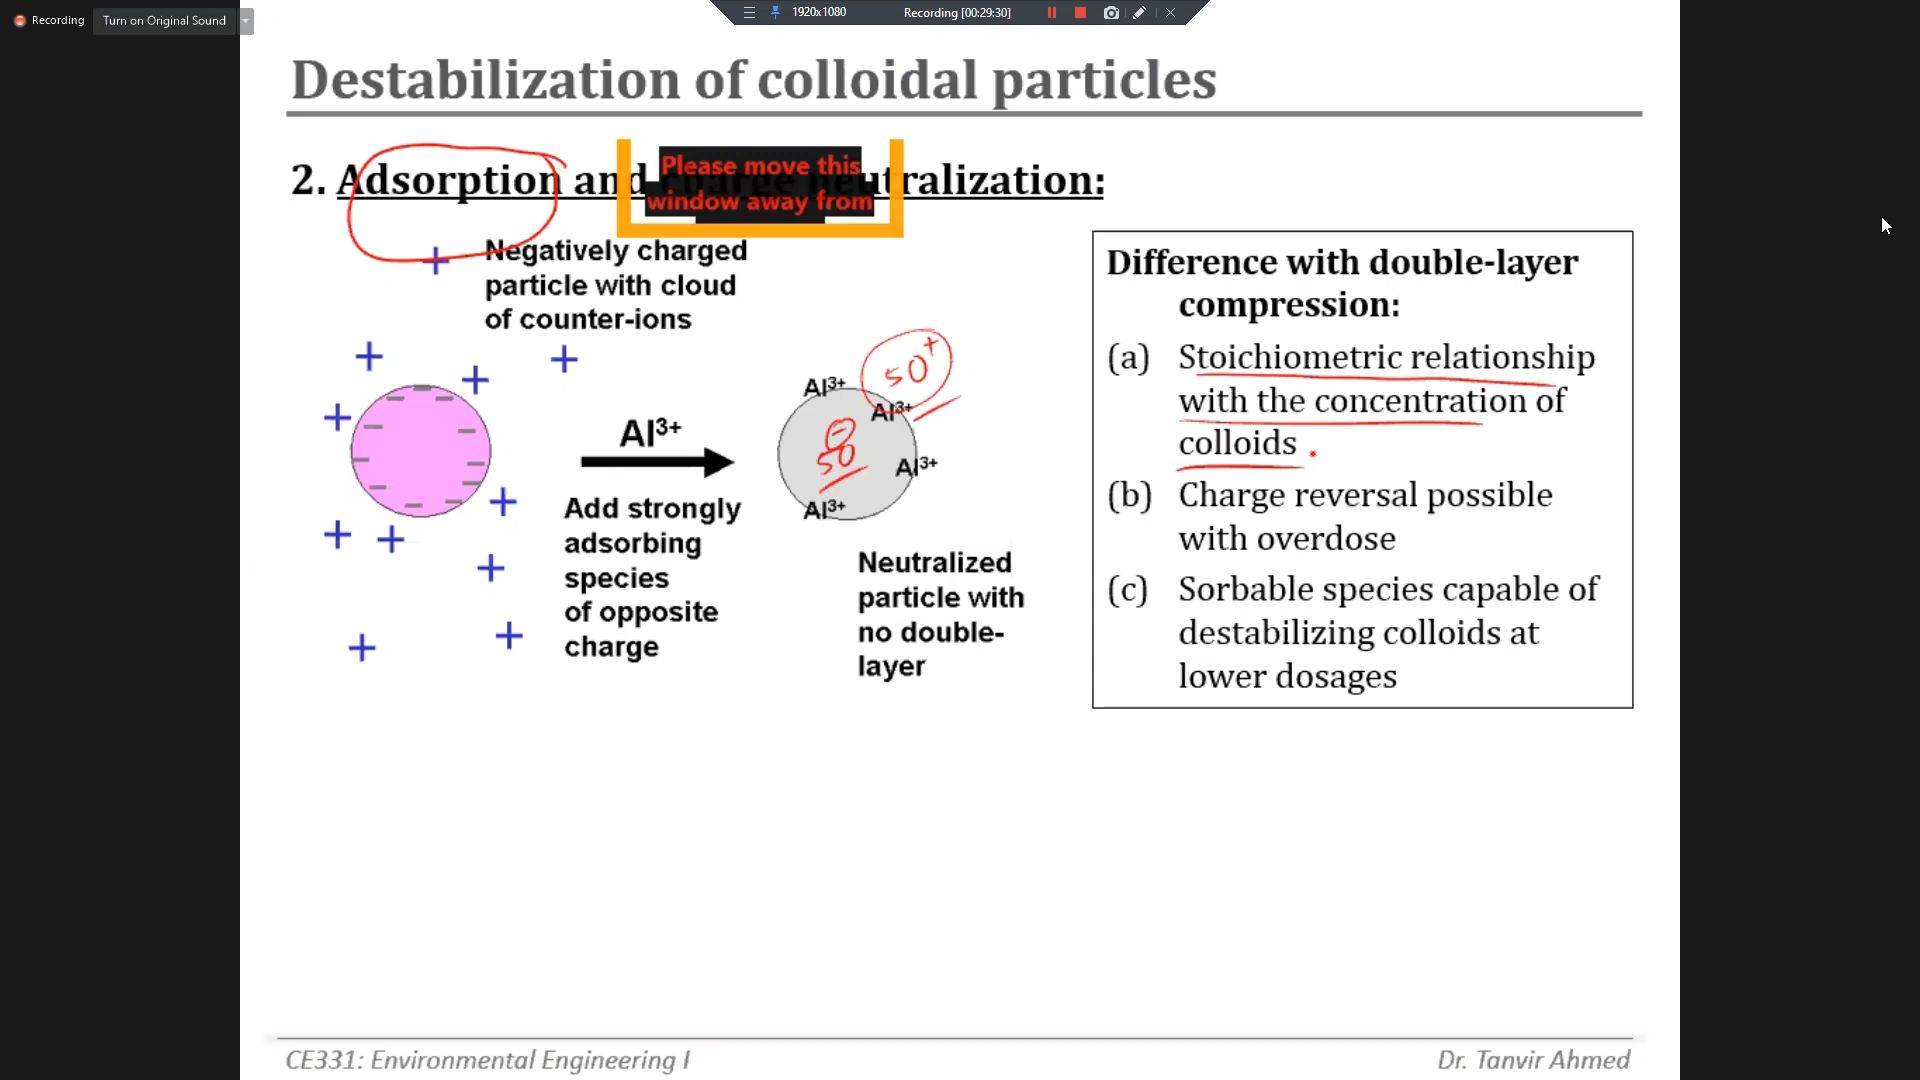 Recording
Turn on Original Sound
1920x1080
Recording [00:29:30]
Destabilization of colloidal particles
2. Adsorption and charge neutralization:
Please move this
window away from
Negatively charged
particle with cloud
of counter-ions
Al3+
Add strongly
adsorbing
species
of opposite
charge
Al3+
Al3+
Al3+
Al3+
50+
50
Neutralized
particle with
no double-
layer
Difference with double-layer
compression:
(a) Stoichiometric relationship
with the concentration of
colloids
(b) Charge reversal possible
with overdose
(c) Sorbable species capable of
destabilizing colloids at
lower dosages
CE331: Environmental Engineering I
Dr. Tanvir Ahmed